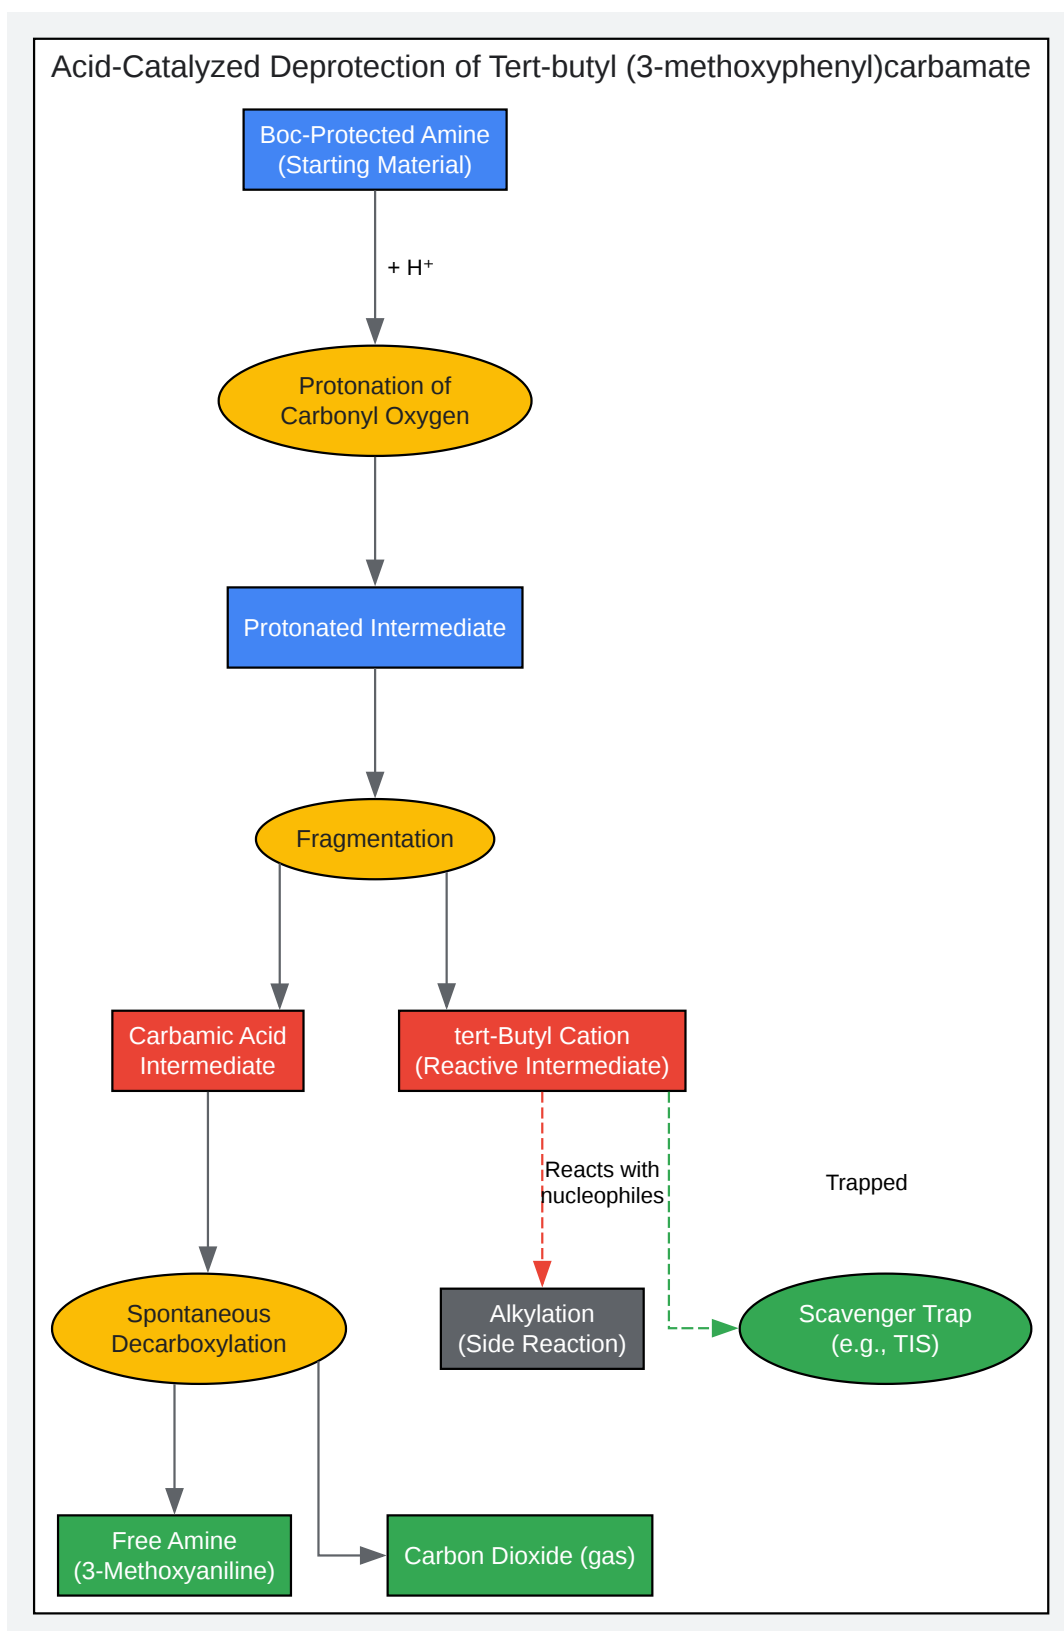 Acid-Catalyzed Deprotection of Tert-butyl (3-methoxyphenyl)carbamate
Boc-Protected Amine
(Starting Material)
+ H⁺
Protonation of
Carbonyl Oxygen
Protonated Intermediate
Fragmentation
Carbamic Acid
Intermediate
tert-Butyl Cation
(Reactive Intermediate)
Reacts with
nucleophiles
Trapped
Spontaneous
Decarboxylation
Alkylation
(Side Reaction)
Scavenger Trap
(e.g., TIS)
Free Amine
(3-Methoxyaniline)
Carbon Dioxide (gas)